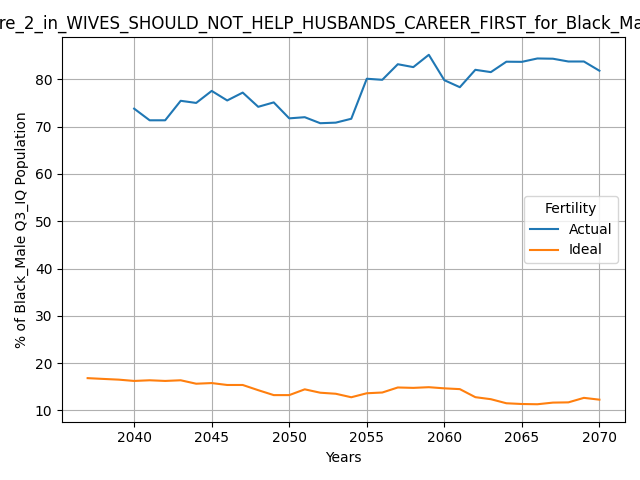 re_2_in_WIVES_SHOULD_NOT_HELP_HUSBANDS_CAREER_FIRST_for_Black_Ma
% of Black_Male Q3_IQ Population
80
70
60
50
40
30
20
10
Fertility
Actual
Ideal
2040 2045 2050 2055 2060 2065 2070
Years